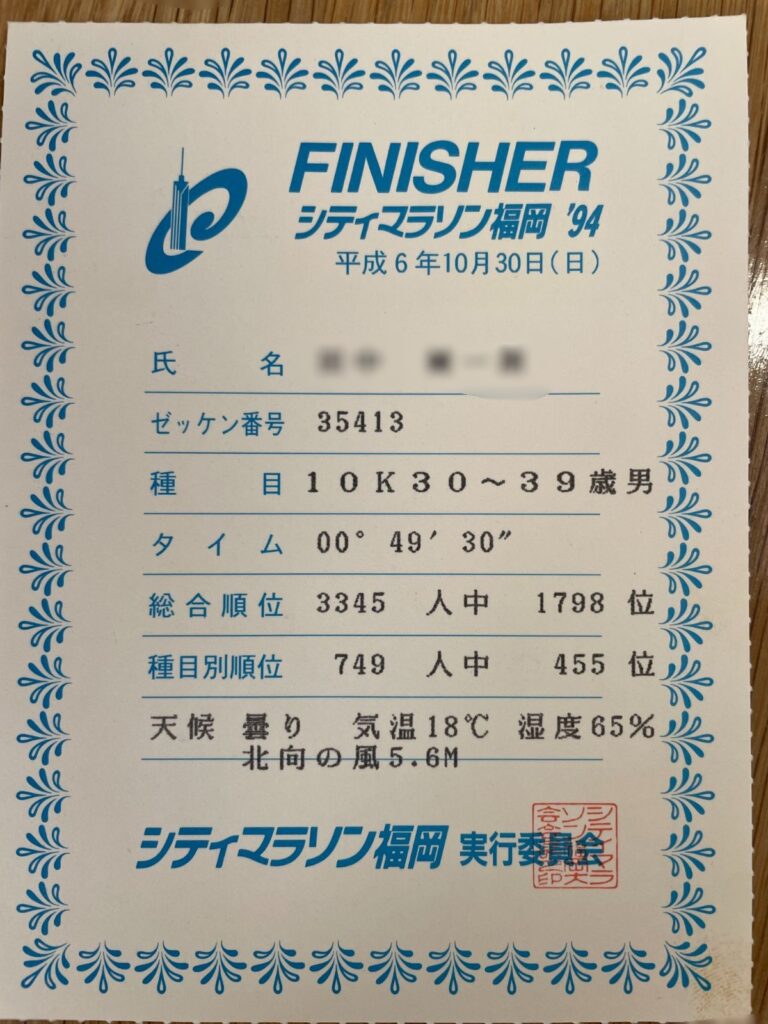 FINISHER
シティマラソン福岡 '94
平成6年10月30日(日)
氏名
ゼッケン番号 35413
種目 10K30～39歳男
タイム 00° 49′ 30″
総合順位 3345 人中 1798 位
種目別順位 749 人中 455 位
天候 曇り 気温18℃ 湿度65%
北向の風5.6M
シティマラソン福岡 実行委員会